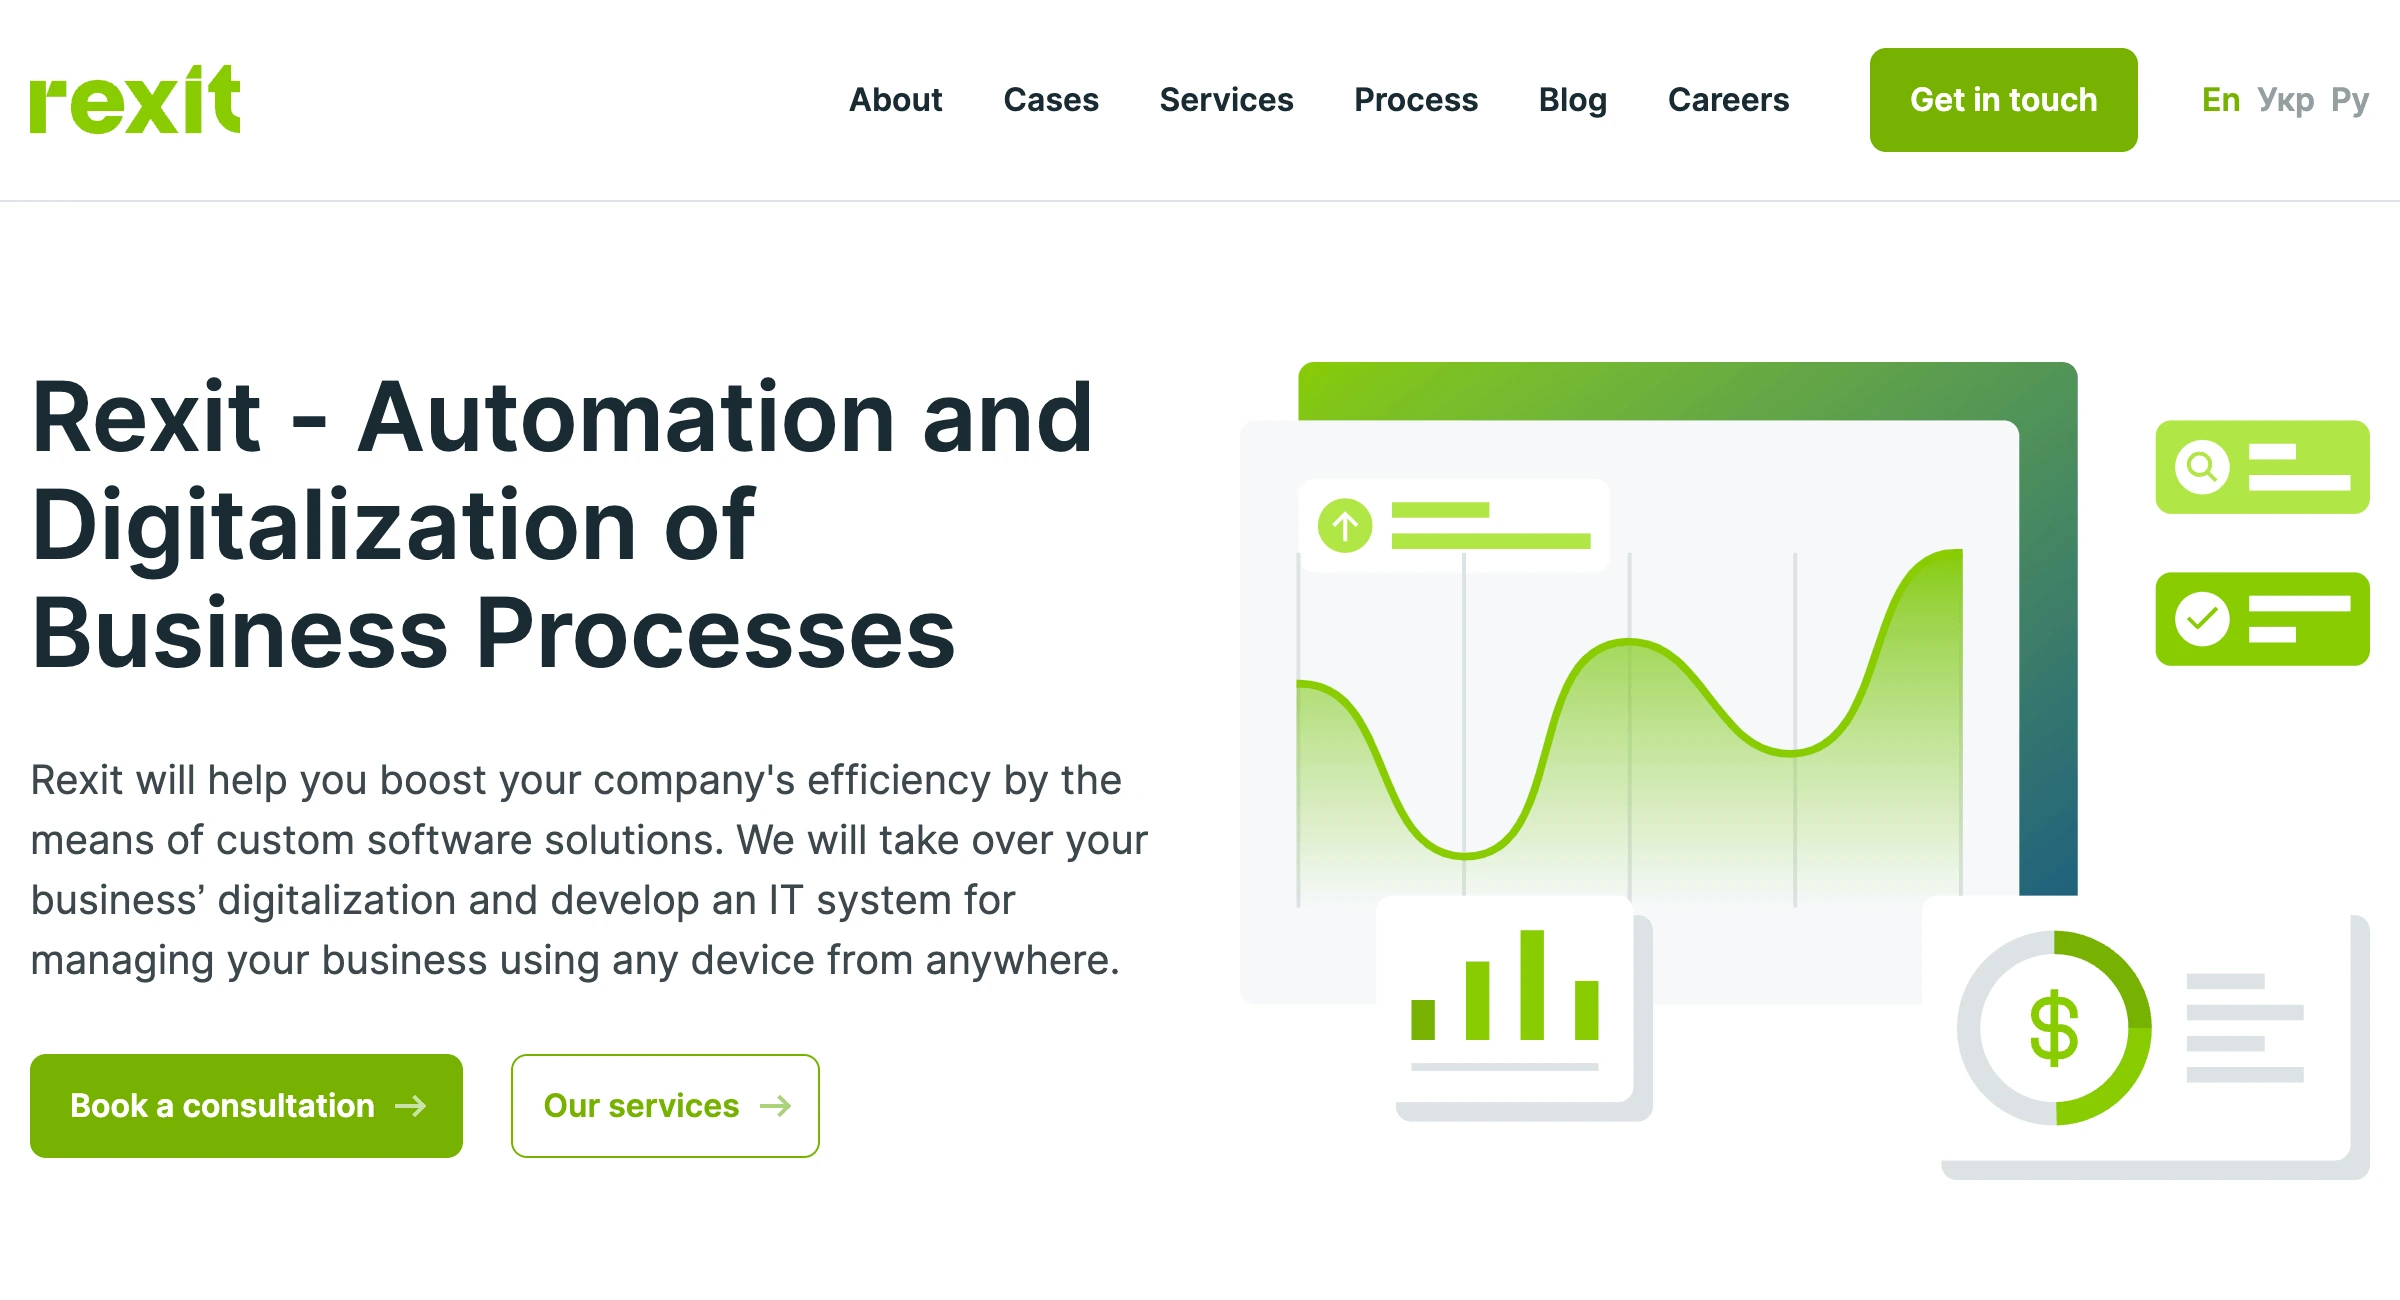 rexit
About Cases Services Process Blog Careers Get in touch En Укр Ру
Rexit - Automation and
Digitalization of
Business Processes
Rexit will help you boost your company's efficiency by the
means of custom software solutions. We will take over your
business’ digitalization and develop an IT system for
managing your business using any device from anywhere.
Book a consultation → Our services →
$